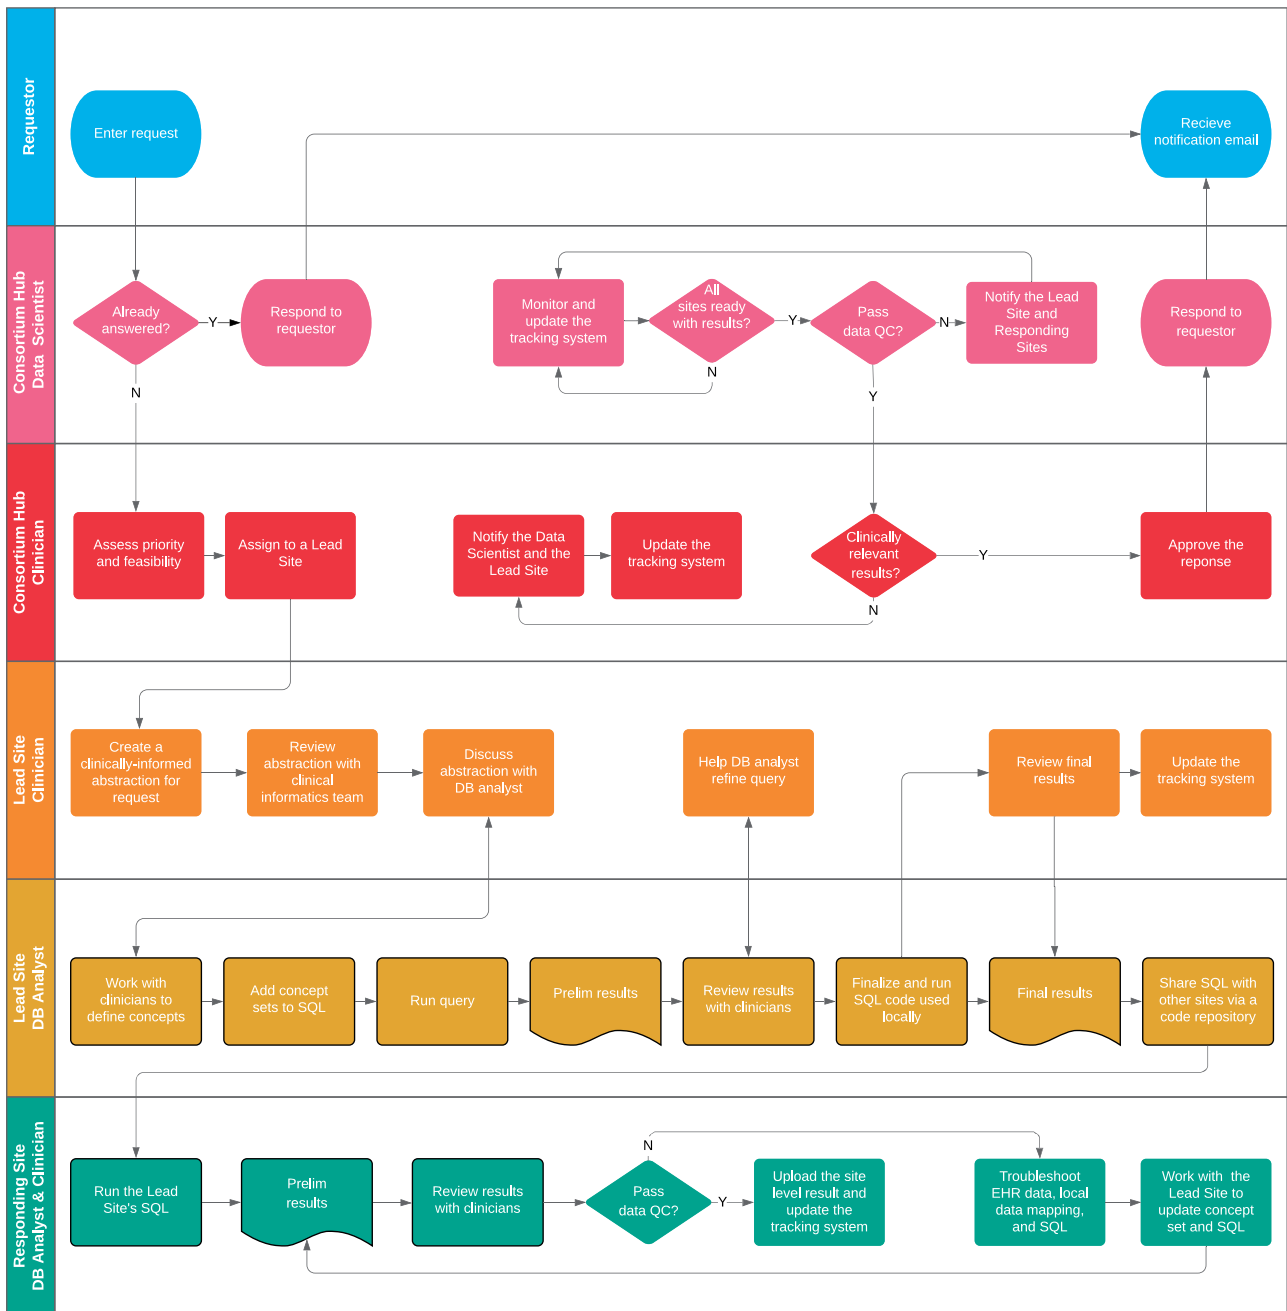 Requestor
Enter request
Recieve
notification email
Consortium Hub
Data Scientist
Already
answered?
Y
N
Respond to
requestor
Monitor and
update the
tracking system
All
sites ready
with results?
Y
N
Pass
data QC?
N
Y
Notify the Lead
Site and
Responding
Sites
Respond to
requestor
Consortium Hub
Clinician
Assess priority
and feasibility
Assign to a Lead
Site
Notify the Data
Scientist and the
Lead Site
Update the
tracking system
Clinically
relevant
results?
Y
N
Approve the
reponse
Lead Site
Clinician
Create a
clinically-informed
abstraction for
request
Review
abstraction with
clinical
informatics team
Discuss
abstraction with
DB analyst
Help DB analyst
refine query
Review final
results
Update the
tracking system
Lead Site
DB Analyst
Work with
clinicians to
define concepts
Add concept
sets to SQL
Run query
Prelim results
Review results
with clinicians
Finalize and run
SQL code used
locally
Final results
Share SQL with
other sites via a
code repository
Responding Site
DB Analyst & Clinician
Run the Lead
Site's SQL
Prelim
results
Review results
with clinicians
Pass
data QC?
N
Y
Upload the site
level result and
update the
tracking system
Troubleshoot
EHR data, local
data mapping,
and SQL
Work with the
Lead Site to
update concept
set and SQL